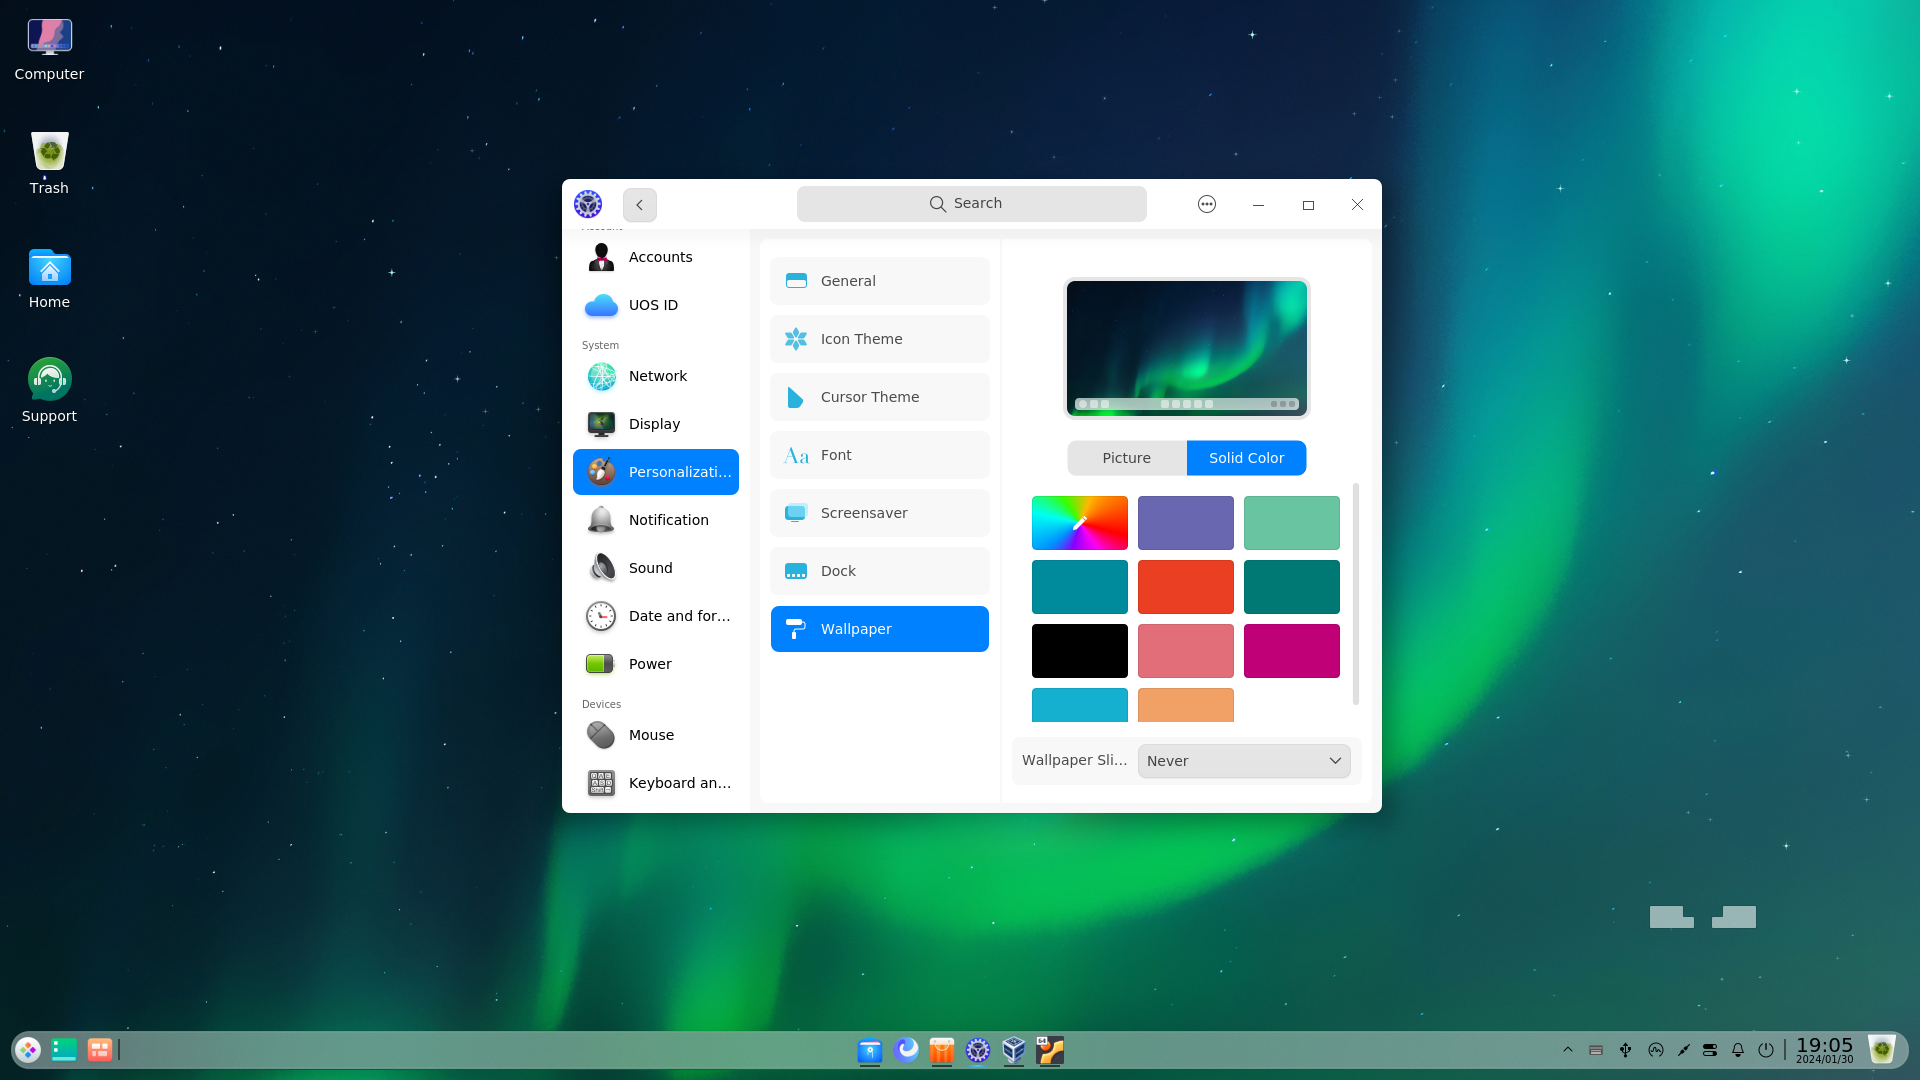 Computer
Trash
Home
Support
Search
Accounts
UOS ID
System
Network
Display
Personalizati...
Notification
Sound
Date and for...
Power
Devices
Mouse
Keyboard an...
General
Icon Theme
Cursor Theme
Aa Font
Screensaver
Dock
Wallpaper
Picture
Solid Color
Wallpaper Sli...
Never
64
19:05
2024/01/30